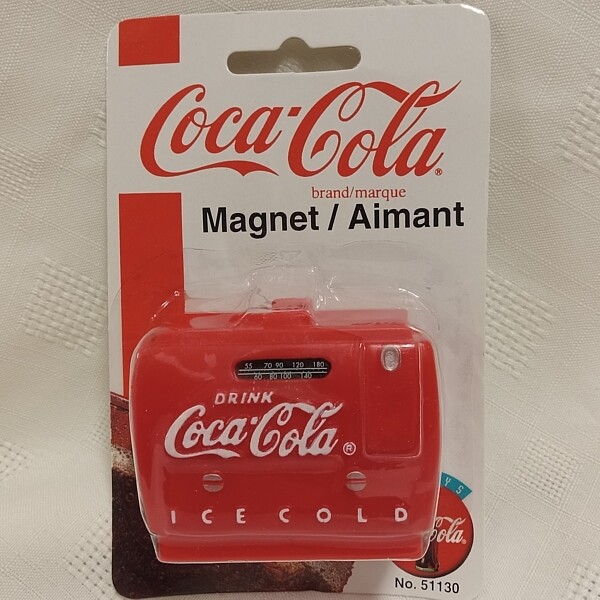 Coca-Cola®
brand/marque
Magnet / Aimant
55 70 90 120 180
60 80 100 140
DRINK
Coca-Cola®
ICE COLD
Cola®
No. 51130